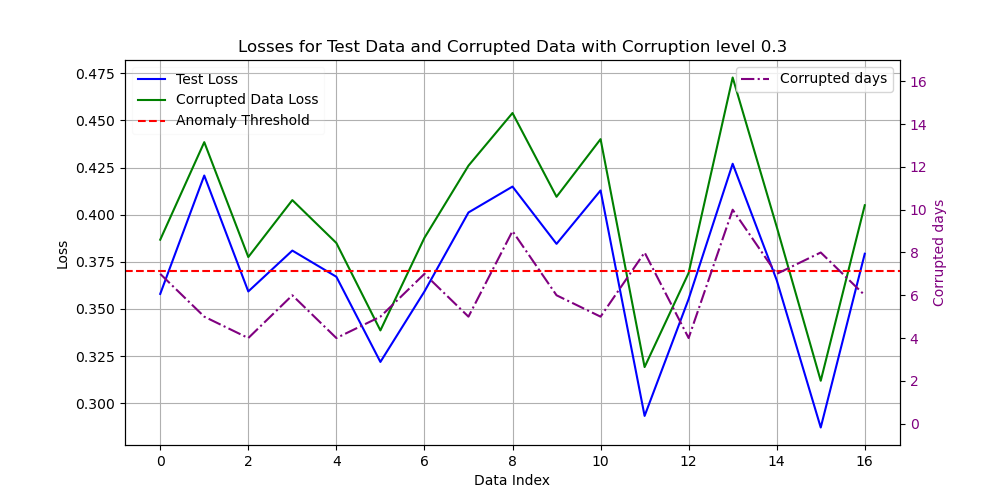 Losses for Test Data and Corrupted Data with Corruption level 0.3
Test Loss
Corrupted Data Loss
Anomaly Threshold
Corrupted days
Loss
0.475
0.450
0.425
0.400
0.375
0.350
0.325
0.300
16
14
12
10
8
6
4
2
0
Corrupted days
0 2 4 6 8 10 12 14 16
Data Index